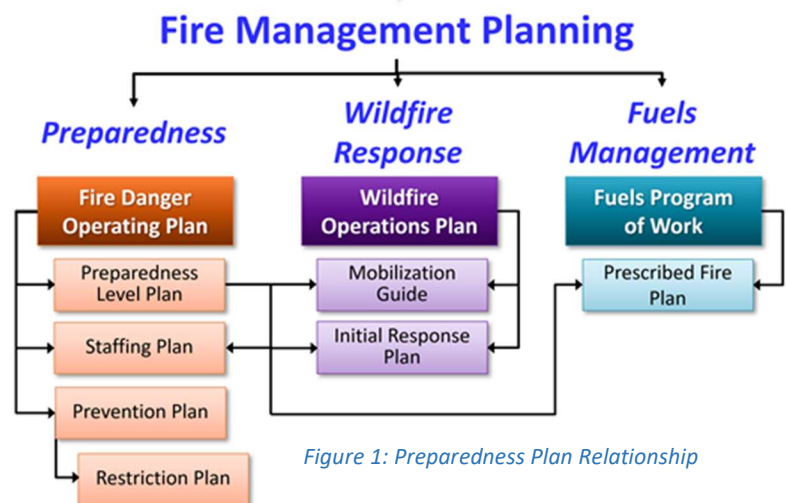 Fire Management Planning
Preparedness
Wildfire
Response
Fuels
Management
Fire Danger
Operating Plan
Wildfire
Operations Plan
Fuels Program
of Work
Preparedness
Level Plan
Mobilization
Guide
Prescribed Fire
Plan
Staffing Plan
Initial Response
Plan
Prevention Plan
Restriction Plan
Figure 1: Preparedness Plan Relationship